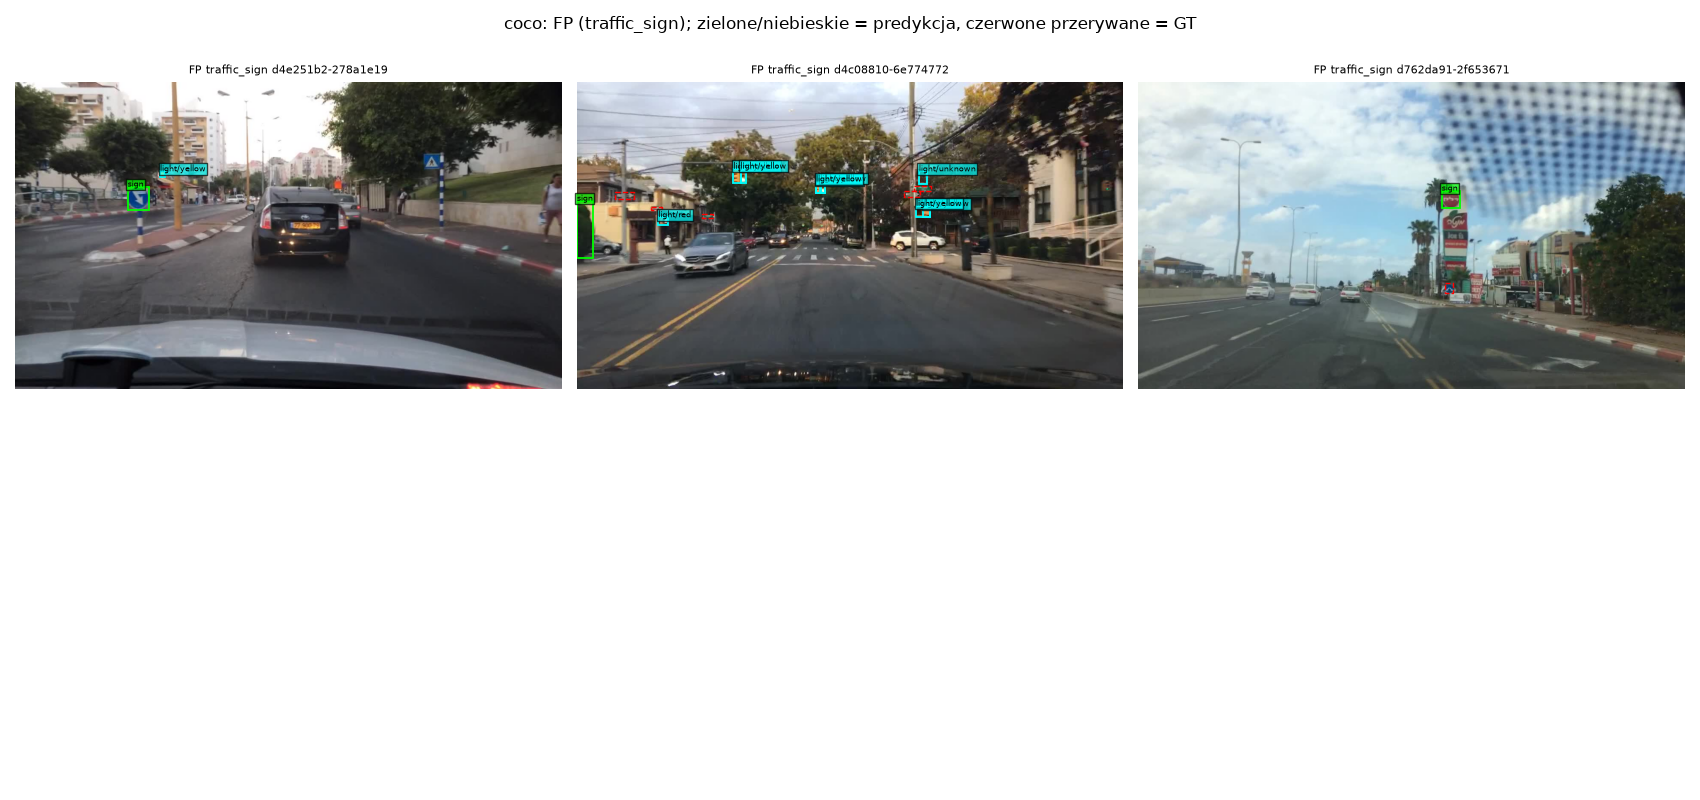 coco: FP (traffic_sign); zielone/niebieskie = predykcja, czerwone przerywane = GT
FP traffic_sign d4e251b2-278a1e19
FP traffic_sign d4c08810-6e774772
FP traffic_sign d762da91-2f653671
light/yellow
sign
light/yellow
light/unknown
light/yellow
sign
light/yellow
light/red
sign